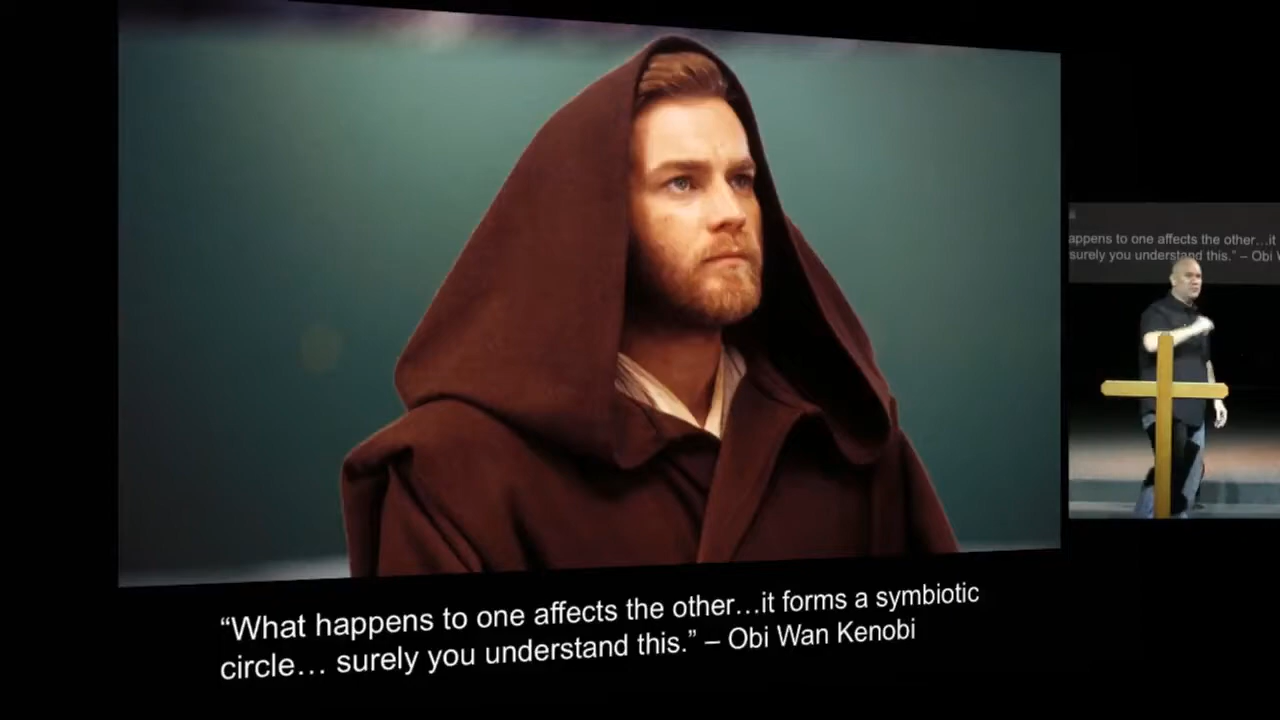 “What happens to one affects the other…it forms a symbiotic
circle… surely you understand this.” – Obi Wan Kenobi
appens to one affects the other…it
surely you understand this.” – Obi W